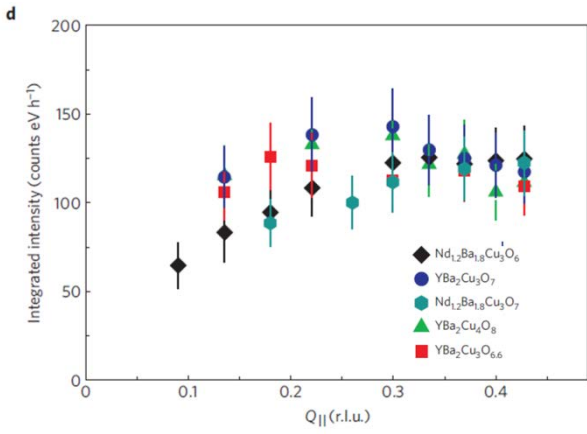 d
200
150
100
50
0
Integrated intensity (counts eV h⁻¹)
Nd₁.₂Ba₁.₈Cu₃O₆
YBa₂Cu₃O₇
Nd₁.₂Ba₁.₈Cu₃O₇
YBa₂Cu₄O₈
YBa₂Cu₃O₆.₆
0 0.1 0.2 0.3 0.4
Q|| (r.l.u.)